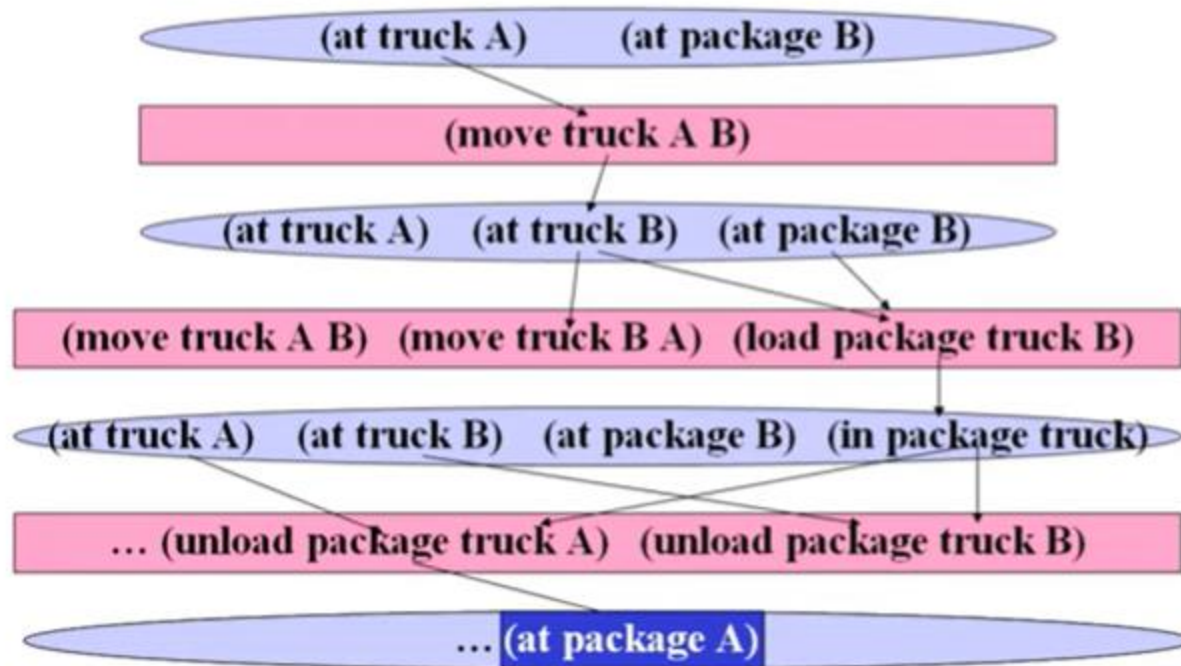 (at truck A) (at package B)
(move truck A B)
(at truck A) (at truck B) (at package B)
(move truck A B) (move truck B A) (load package truck B)
(at truck A) (at truck B) (at package B) (in package truck)
... (unload package truck A) (unload package truck B)
... (at package A)